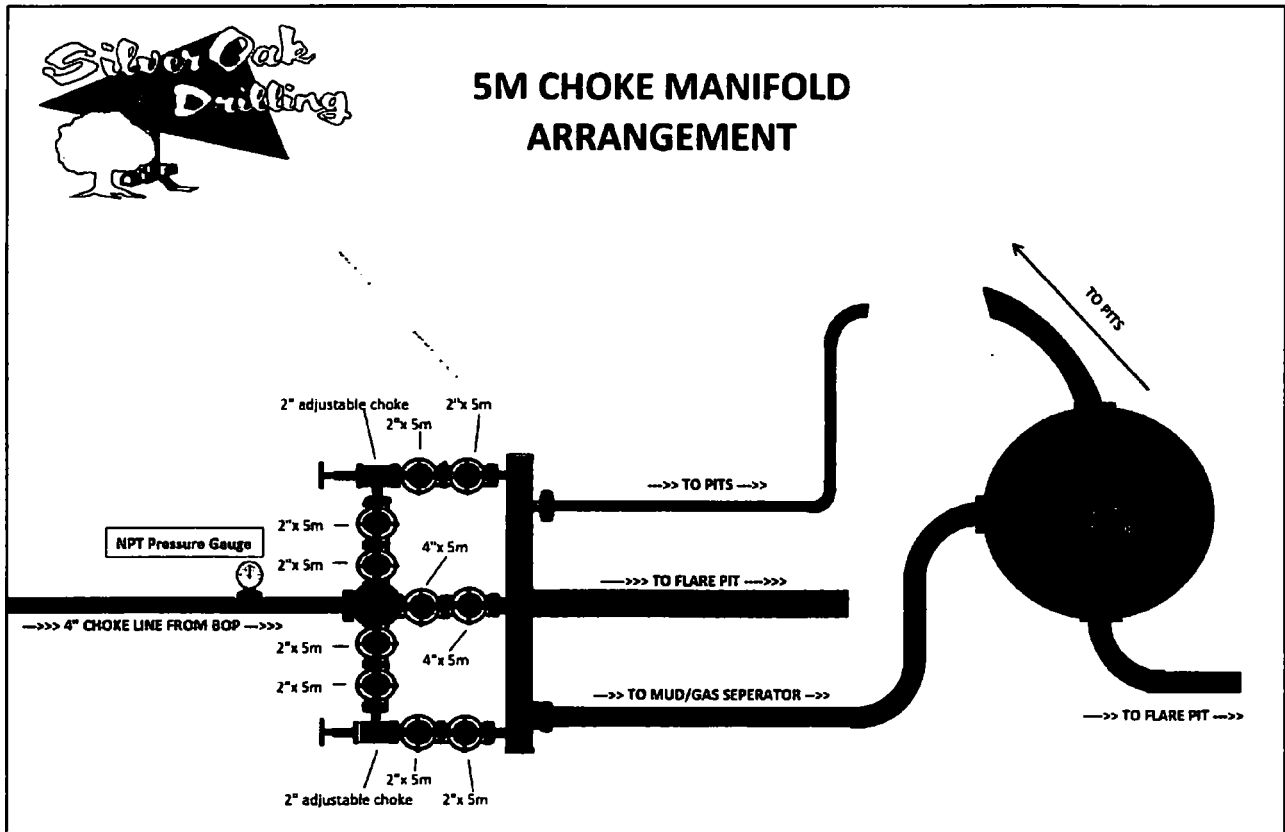 Silver Oak
Drilling
5M CHOKE MANIFOLD
ARRANGEMENT
TO PITS
2" adjustable choke
2"x 5m
2"x 5m
--->> TO PITS --->>
2"x 5m
NPT Pressure Gauge
2"x 5m
4"x 5m
--->>> TO FLARE PIT --->>>
--->>> 4" CHOKE LINE FROM BOP --->>>
2"x 5m
4"x 5m
2"x 5m
--->> TO MUD/GAS SEPERATOR -->>
--->> TO FLARE PIT --->>
2"x 5m
2" adjustable choke
2"x 5m